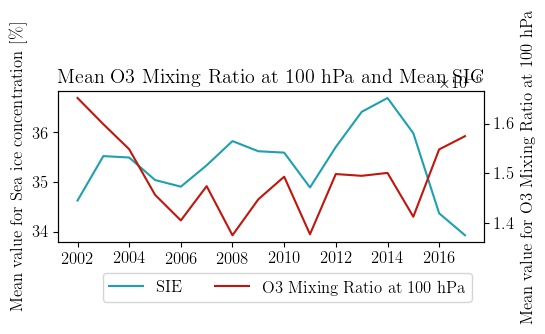 Mean O3 Mixing Ratio at 100 hPa and Mean SIC
×10⁻⁶
Mean value for Sea ice concentration [%]
36
35
34
1.6
1.5
1.4
Mean value for O3 Mixing Ratio at 100 hPa
2002 2004 2006 2008 2010 2012 2014 2016
SIE O3 Mixing Ratio at 100 hPa